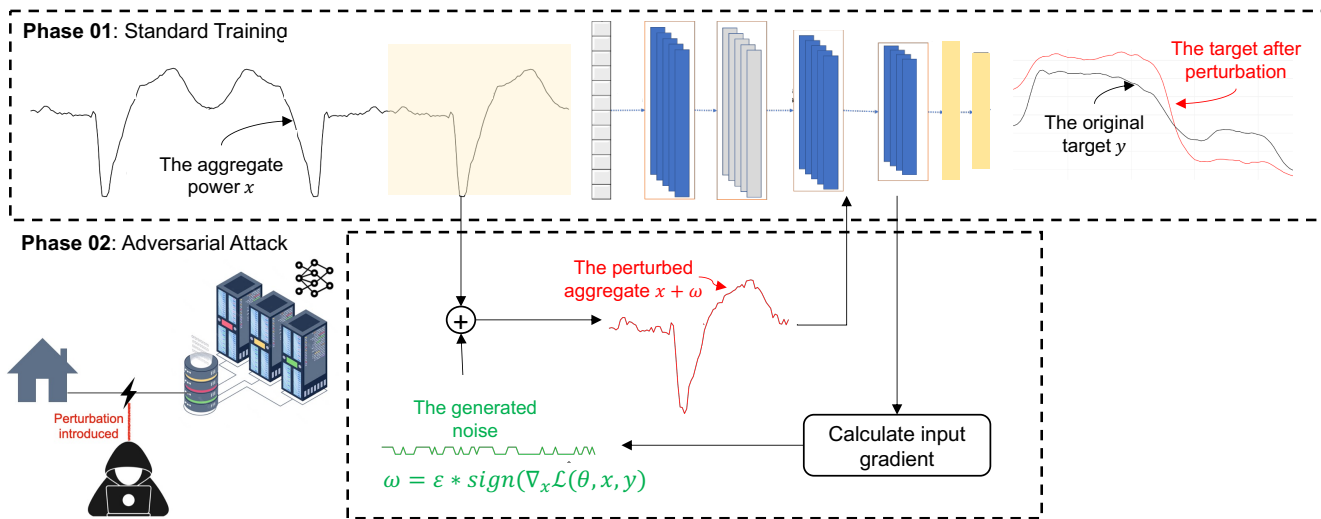 Phase 01: Standard Training
The aggregate
power x
The target after
perturbation
The original
target y
Phase 02: Adversarial Attack
The perturbed
aggregate x + ω
+
Perturbation
introduced
The generated
noise
ω = ε ∗ sign(∇ₓℒ(θ, x, y)
Calculate input
gradient